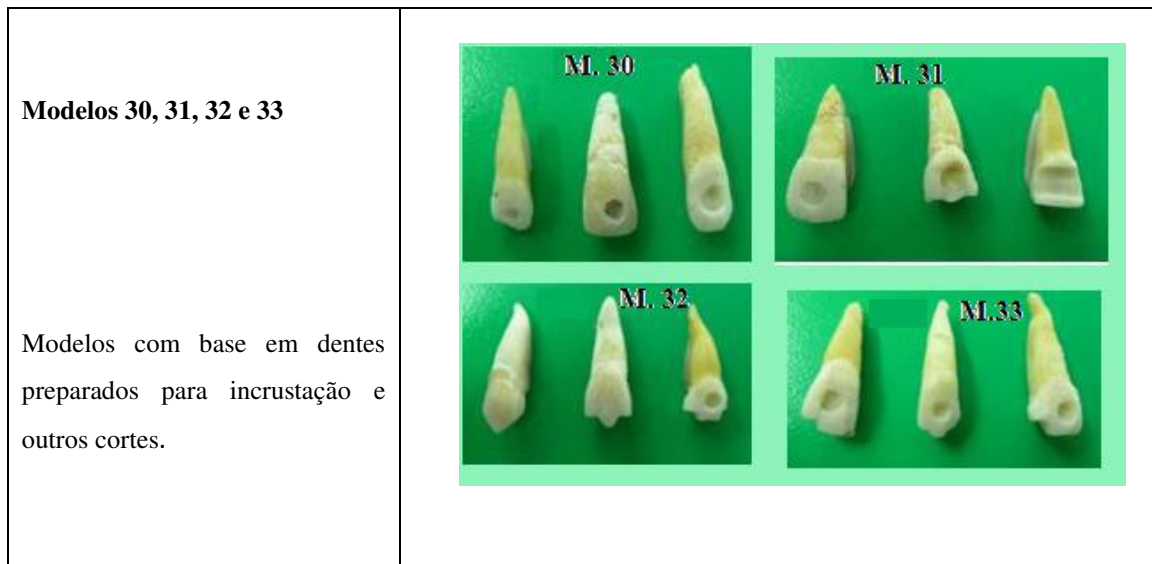 Modelos 30, 31, 32 e 33
Modelos com base em dentes
preparados para incrustação e
outros cortes.
M. 30
M. 31
M. 32
M.33